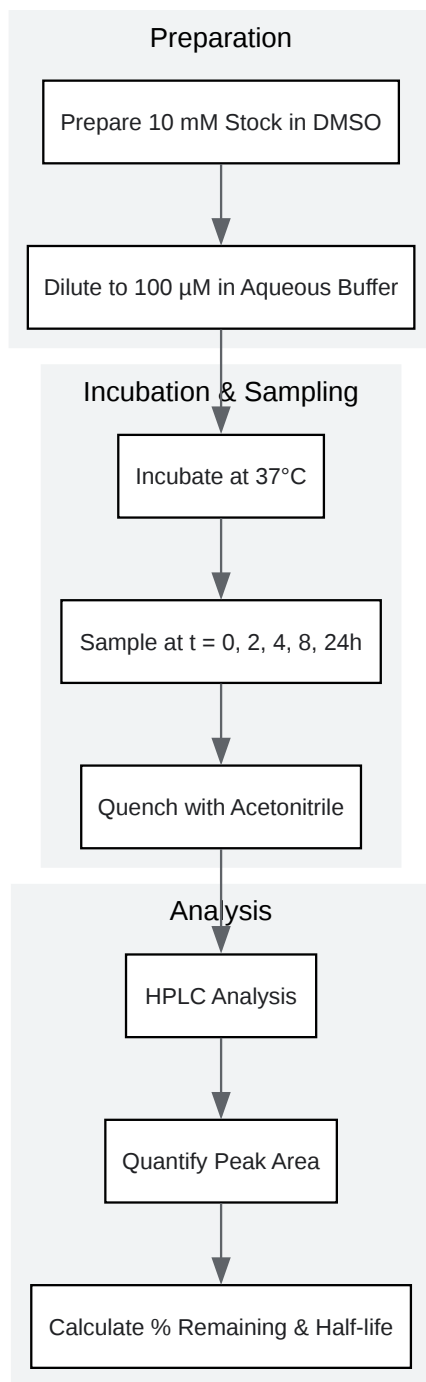 Preparation
Prepare 10 mM Stock in DMSO
Dilute to 100 µM in Aqueous Buffer
Incubation & Sampling
Incubate at 37°C
Sample at t = 0, 2, 4, 8, 24h
Quench with Acetonitrile
Analysis
HPLC Analysis
Quantify Peak Area
Calculate % Remaining & Half-life